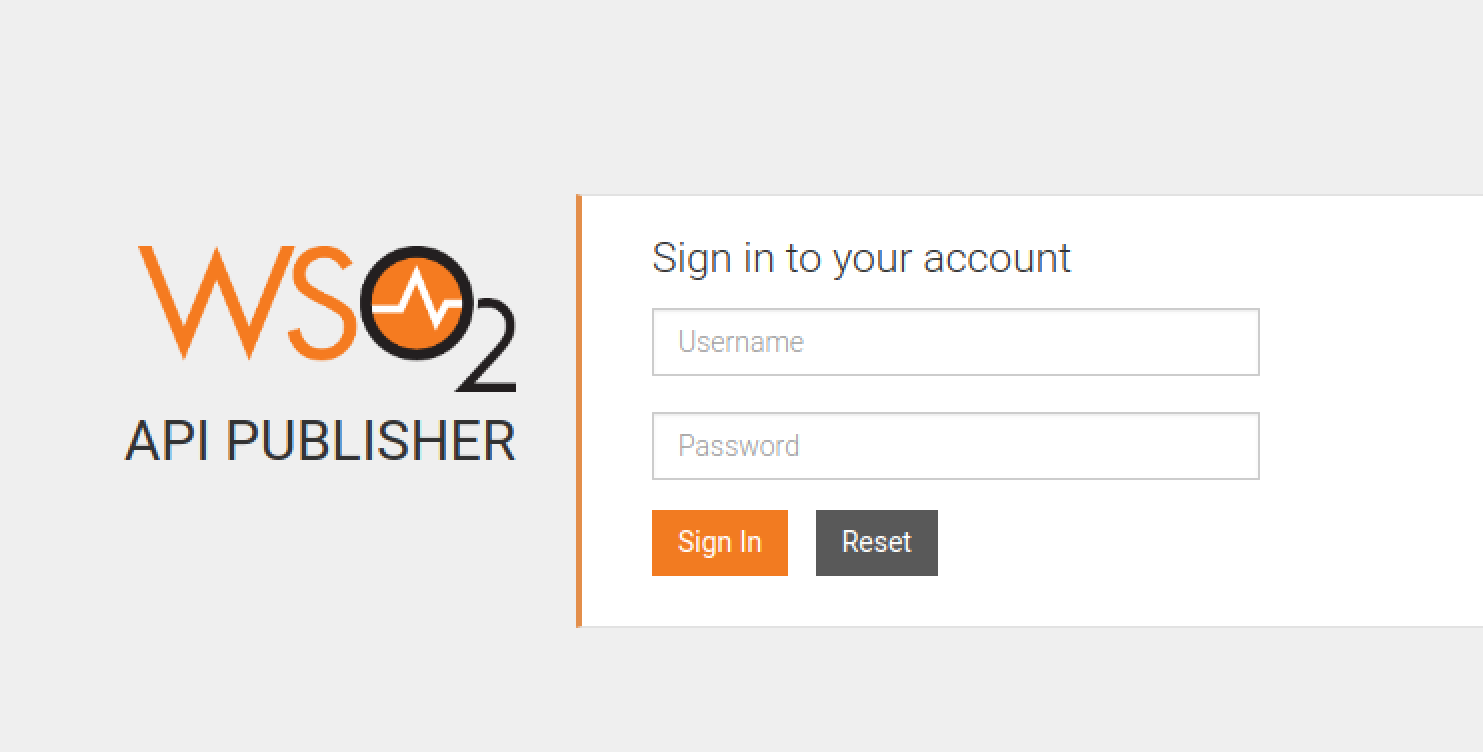 WSO2
API PUBLISHER
Sign in to your account
Username
Password
Sign In
Reset